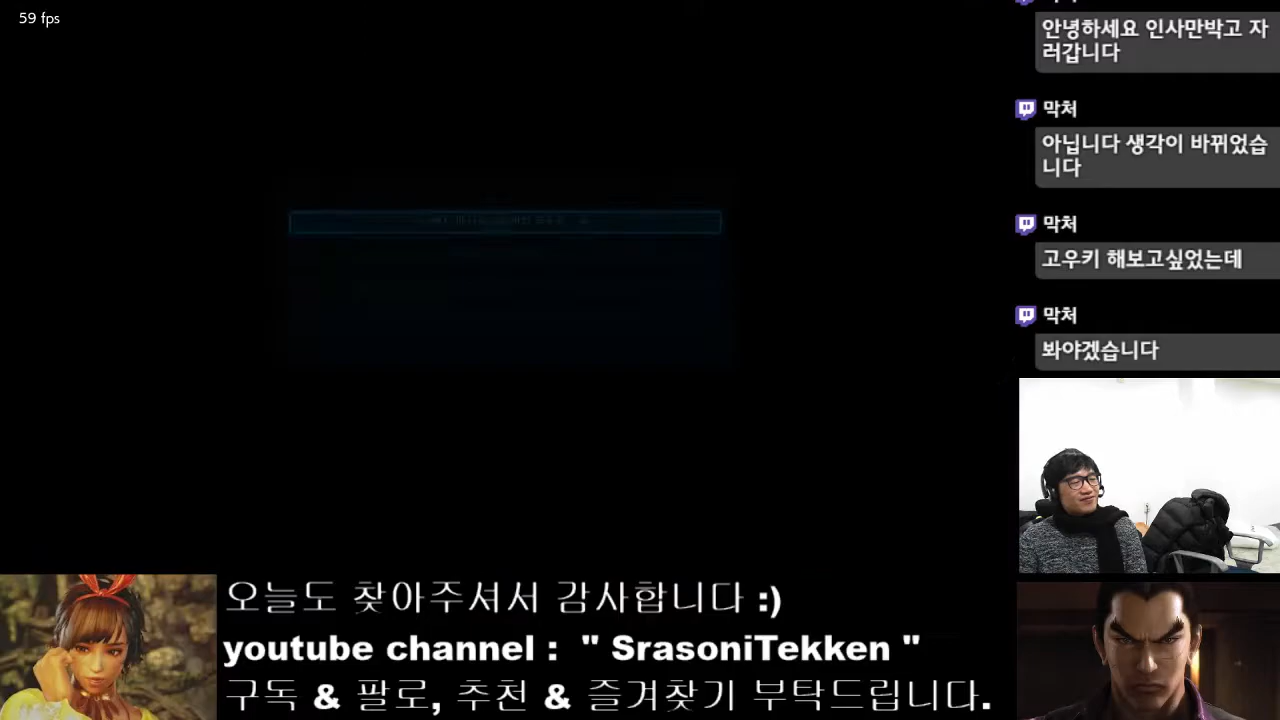 59 fps
안녕하세요 인사만박고 자
러갑니다
막처
아닙니다 생각이 바뀌었습
니다
막처
고우키 해보고싶었는데
막처
봐야겠습니다
오늘도 찾아주셔서 감사합니다 :)
youtube channel : " SrasoniTekken "
구독 & 팔로, 추천 & 즐겨찾기 부탁드립니다.